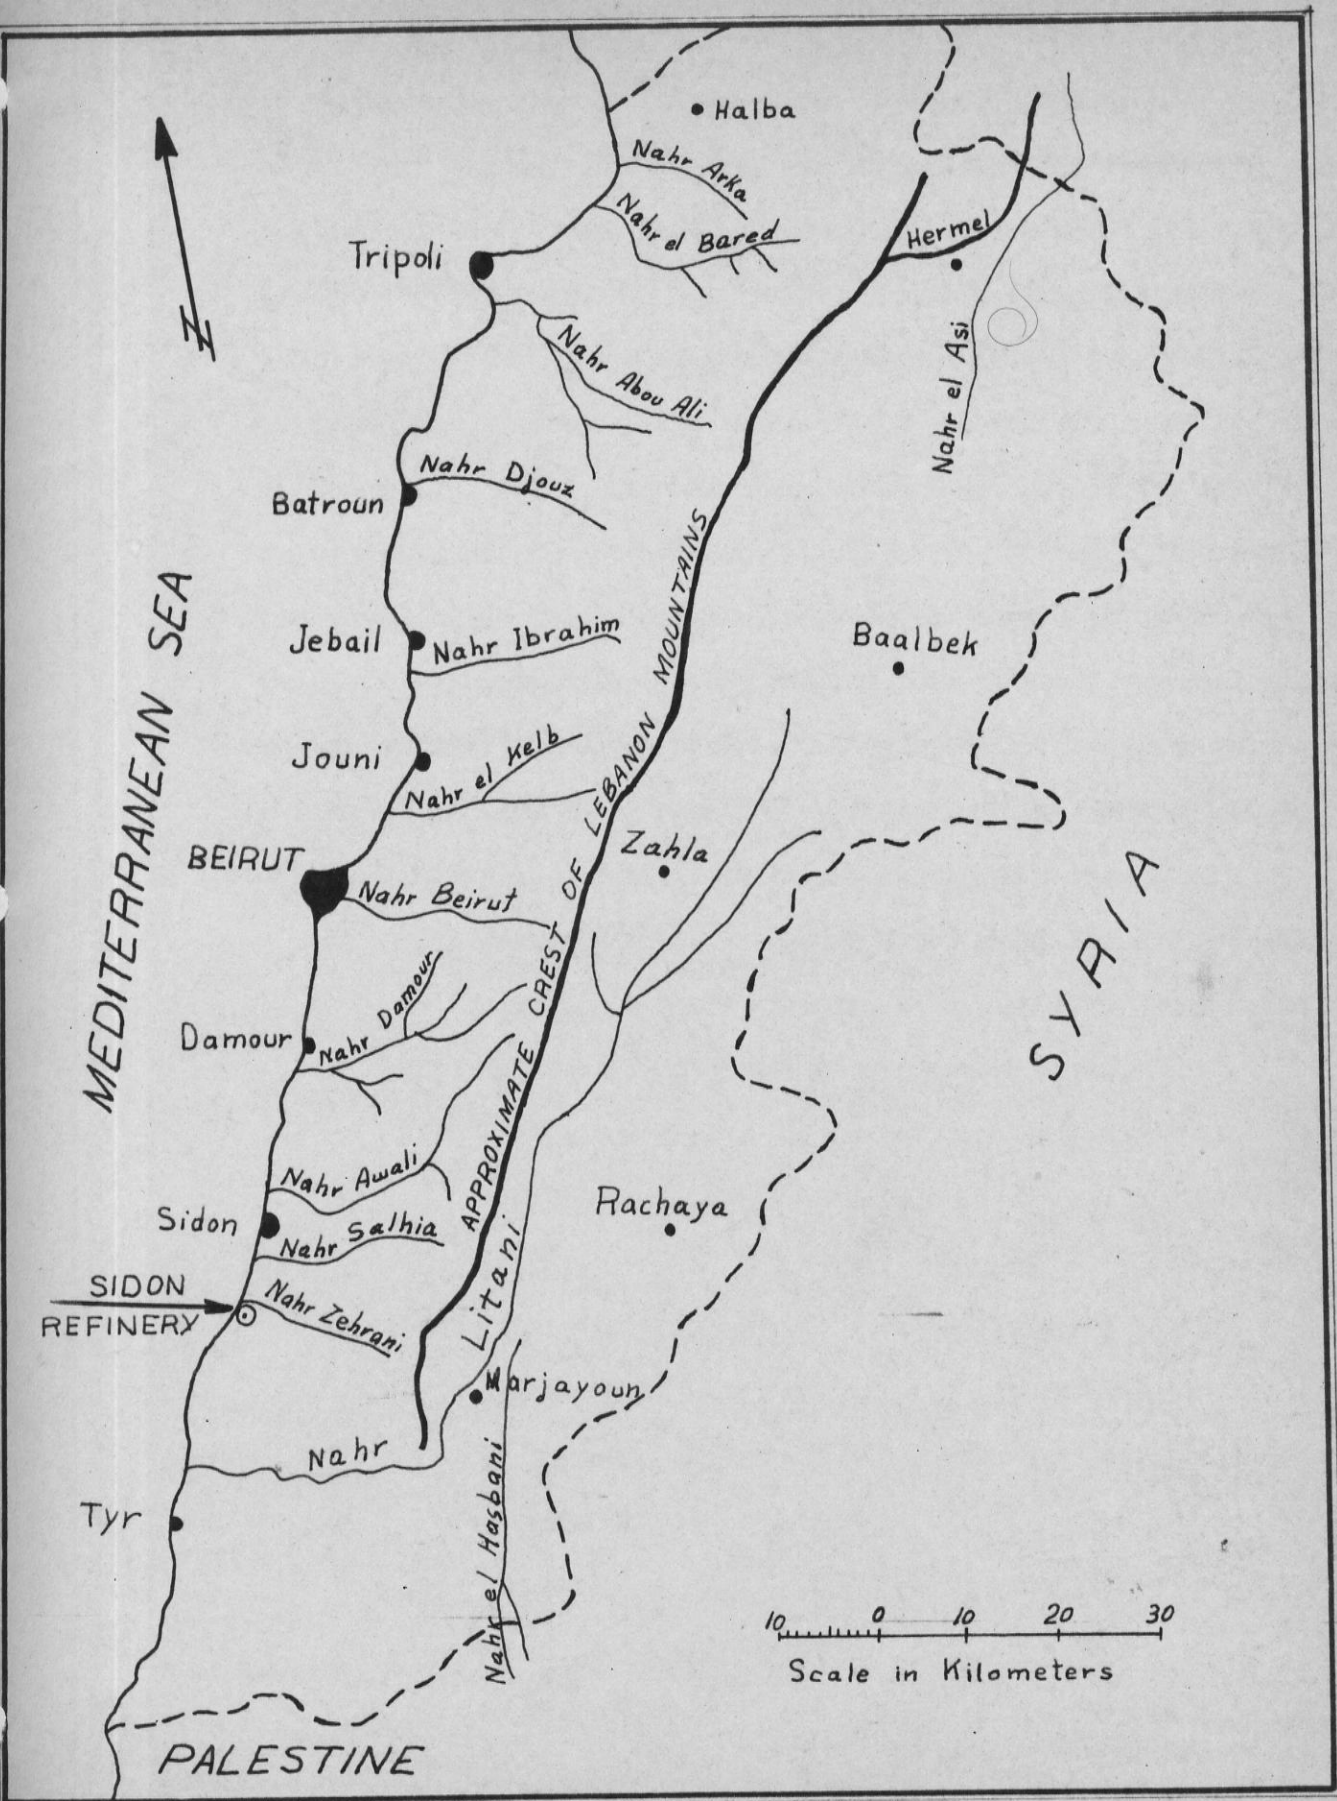 Halba
Nahr Arka
Nahr el Bared
Tripoli
Hermel
N
Nahr Abou Ali
Nahr el Asi
Nahr Djouz
Batroun
MEDITERRANEAN SEA
Jebail
Nahr Ibrahim
Baalbek
Jouni
Nahr el Kelb
BEIRUT
Nahr Beirut
Zahla
APPROXIMATE CREST OF LEBANON MOUNTAINS
SYRIA
Damour
Nahr Damour
Nahr Awali
Sidon
Nahr Salhia
Rachaya
SIDON
REFINERY
Nahr Zehrani
Marjayoun
Nahr Litani
Tyr
Nahr el Hasbani
10 0 10 20 30
Scale in Kilometers
PALESTINE